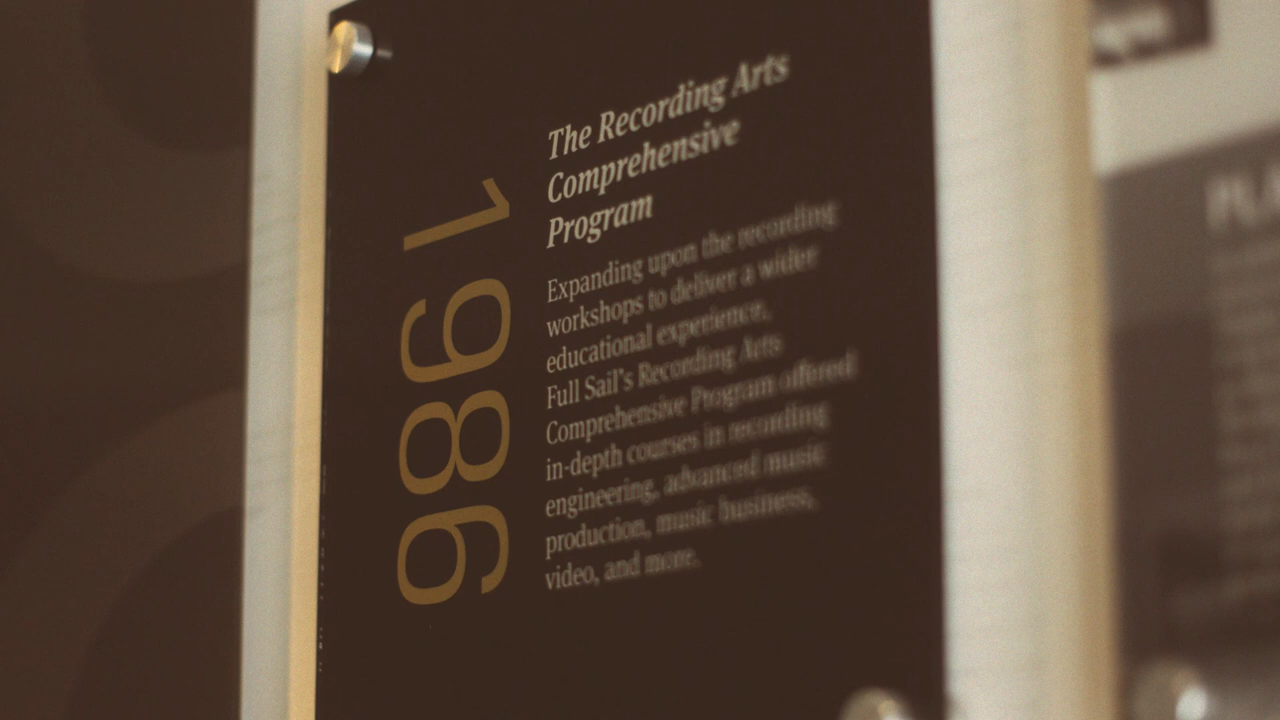 1986
The Recording Arts
Comprehensive
Program
Expanding upon the recording
workshops to deliver a wider
educational experience,
Full Sail's Recording Arts
Comprehensive Program offered
in-depth courses in recording
engineering, advanced music
production, music business,
video, and more.